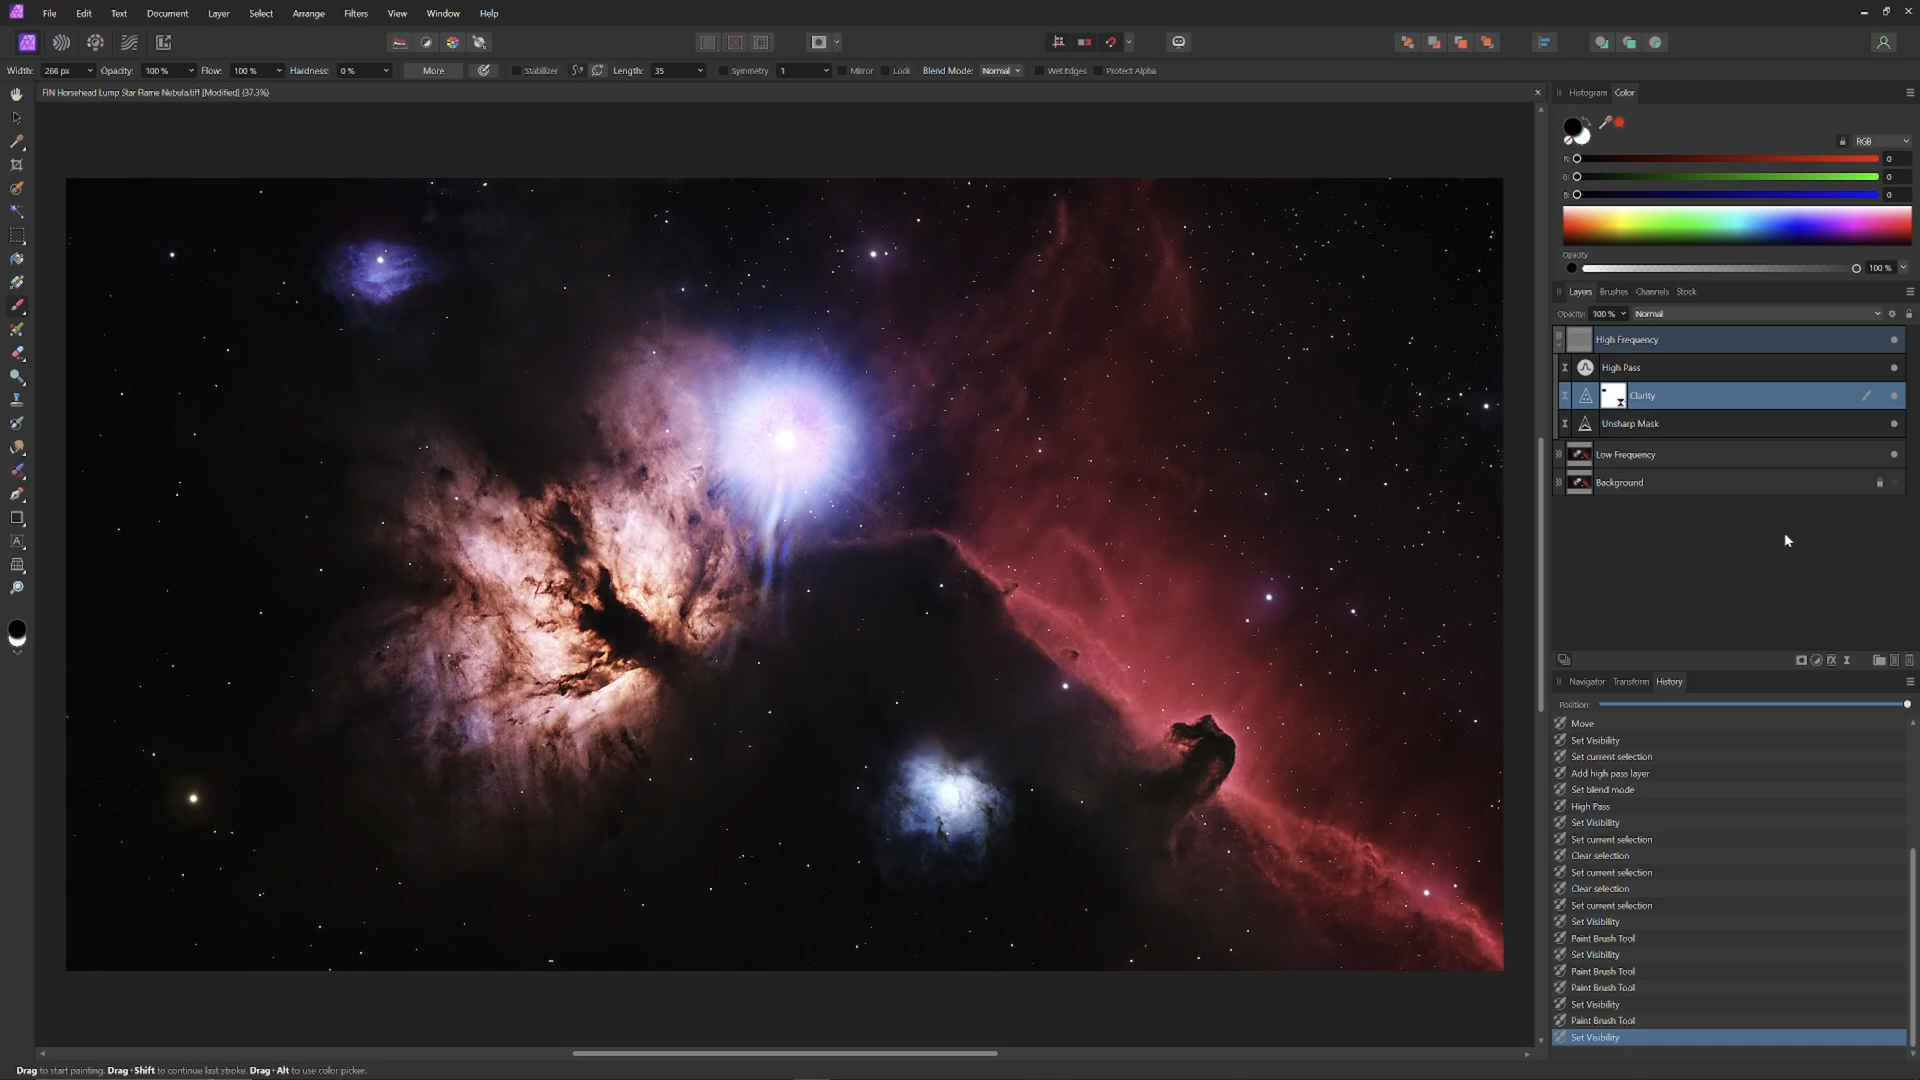 File Edit Text Document Layer Select Arrange Filters View Window Help
Width: 266 px Opacity: 100 % Flow: 100 % Hardness: 0 % More Stabilizer Length: 35 Symmetry 1 Mirror Lock Blend Mode: Normal Wet Edges Protect Alpha
FIN Horsehead Lump Star Flame Nebula.tiff [Modified] (37.3%)
Histogram Color
RGB
R: 0
G: 0
B: 0
Opacity
100 %
Layers Brushes Channels Stock
Opacity: 100 % Normal
High Frequency
High Pass
Clarity
Unsharp Mask
Low Frequency
Background
Navigator Transform History
Position:
Move
Set Visibility
Set current selection
Add high pass layer
Set blend mode
High Pass
Set Visibility
Set current selection
Clear selection
Set current selection
Clear selection
Set current selection
Set Visibility
Paint Brush Tool
Set Visibility
Paint Brush Tool
Paint Brush Tool
Set Visibility
Paint Brush Tool
Set Visibility
Drag to start painting. Drag+Shift to continue last stroke. Drag+Alt to use color picker.